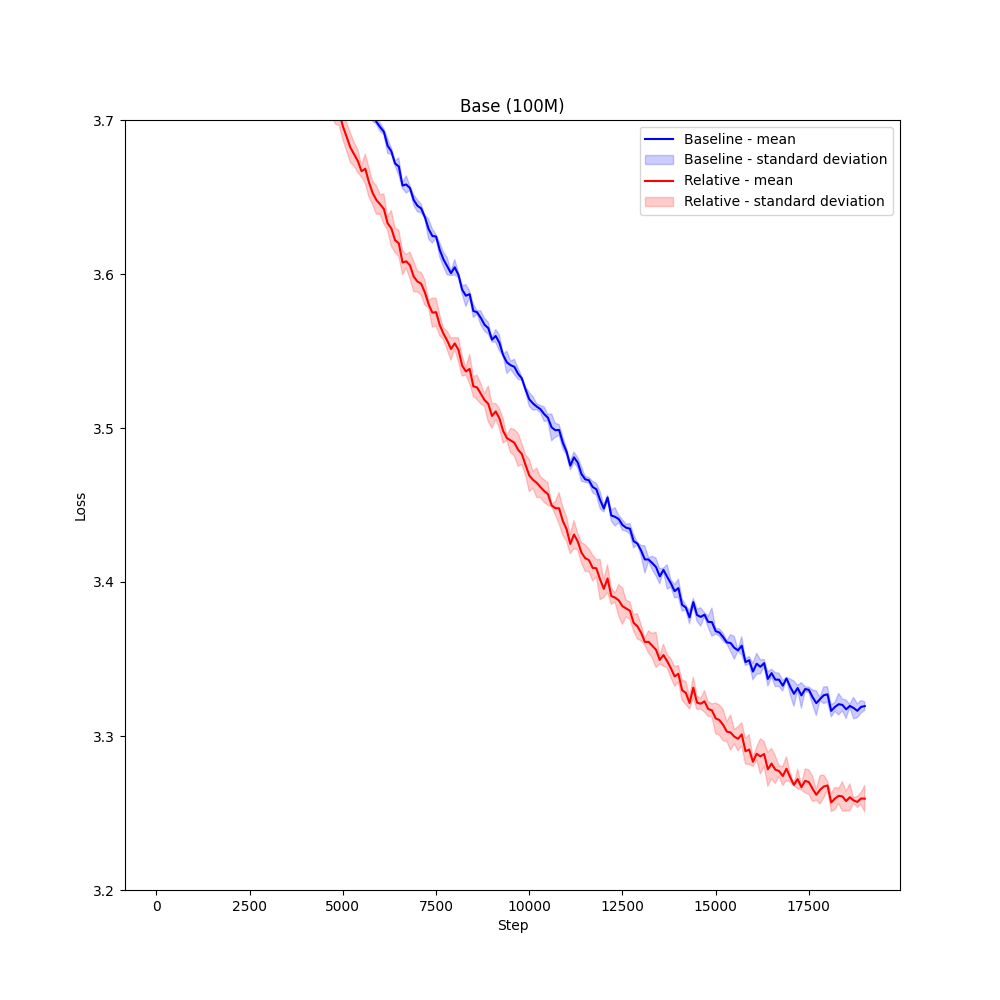 Base (100M)
3.7
3.6
3.5
3.4
3.3
3.2
Loss
Baseline - mean
Baseline - standard deviation
Relative - mean
Relative - standard deviation
0
2500
5000
7500
10000
12500
15000
17500
Step